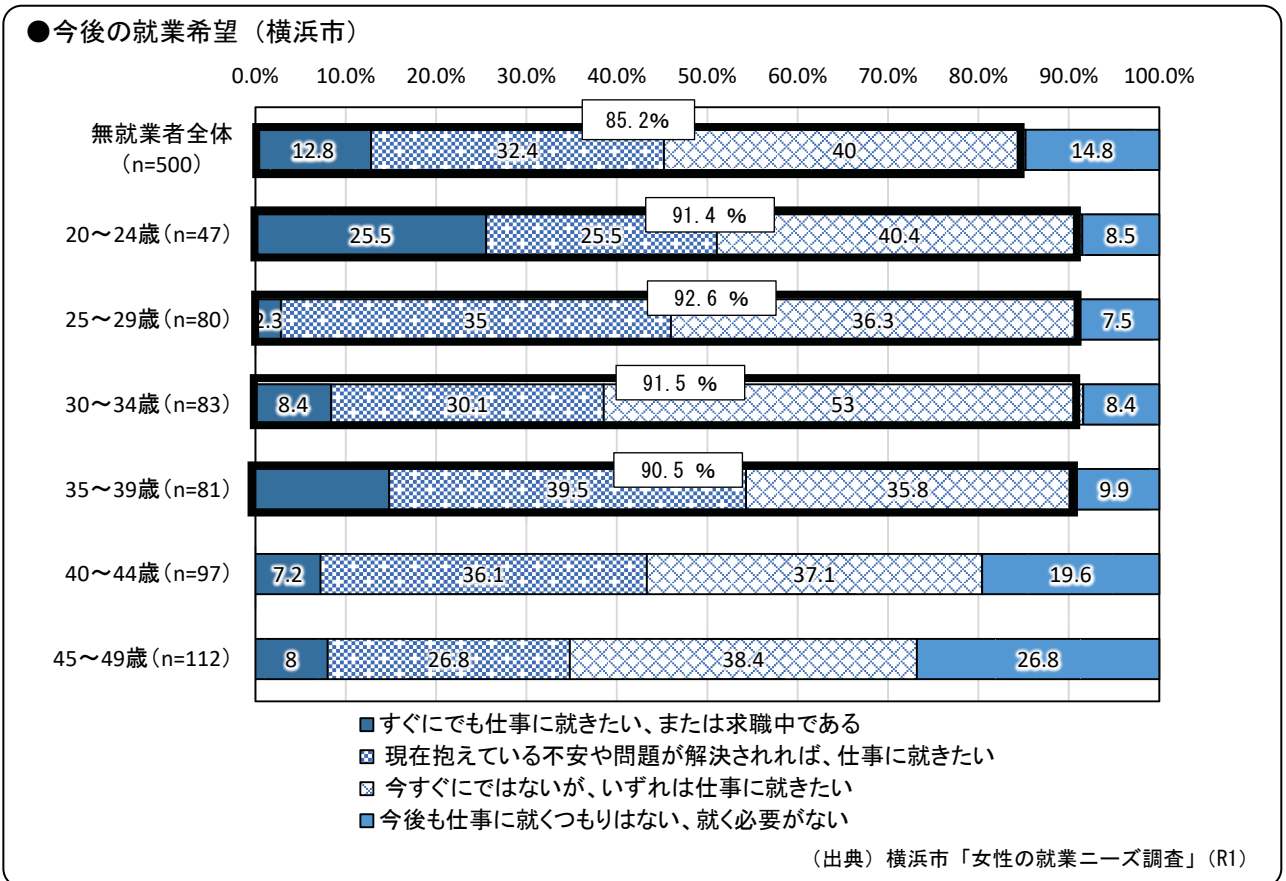 ●今後の就業希望（横浜市）
0.0% 10.0% 20.0% 30.0% 40.0% 50.0% 60.0% 70.0% 80.0% 90.0% 100.0%
85.2%
無就業者全体
（n=500）
12.8 32.4 40 14.8
91.4 %
20～24歳（n=47） 25.5 25.5 40.4 8.5
92.6 %
25～29歳（n=80） 2.3 35 36.3 7.5
91.5 %
30～34歳（n=83） 8.4 30.1 53 8.4
90.5 %
35～39歳（n=81） 39.5 35.8 9.9
40～44歳（n=97） 7.2 36.1 37.1 19.6
45～49歳（n=112） 8 26.8 38.4 26.8
すぐにでも仕事に就きたい、または求職中である
現在抱えている不安や問題が解決されれば、仕事に就きたい
今すぐにではないが、いずれは仕事に就きたい
今後も仕事に就くつもりはない、就く必要がない
（出典）横浜市「女性の就業ニーズ調査」（R1）